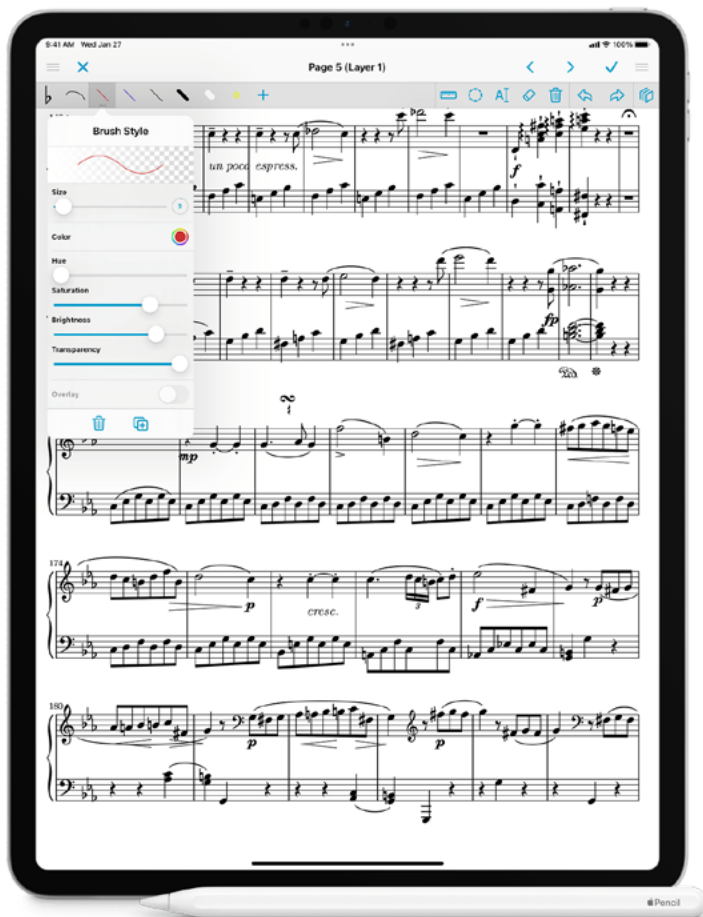 9:41 AM Wed Jan 27
100%
Page 5 (Layer 1)
Brush Style
Size
Color
Hue
Saturation
Brightness
Transparency
Overlay
un poco espress.
f
fp
mp
174
p
cresc.
3
f
p
180
p
p
Pencil